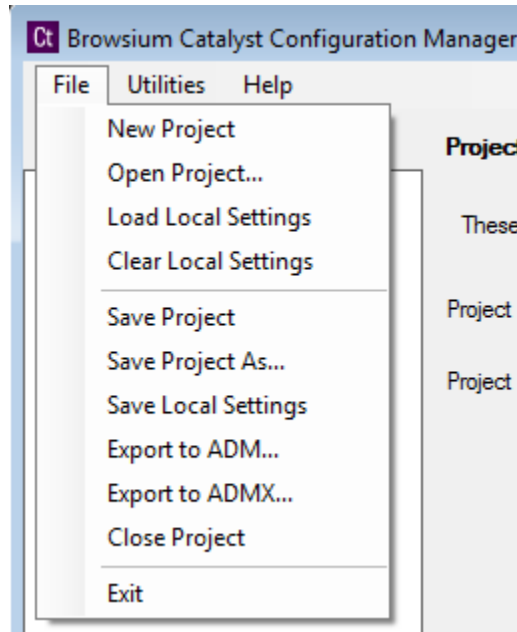 Ct Browsium Catalyst Configuration Manager
File Utilities Help
New Project
Open Project...
Load Local Settings
Clear Local Settings
Save Project
Save Project As...
Save Local Settings
Export to ADM...
Export to ADMX...
Close Project
Exit
Project
These
Project
Project